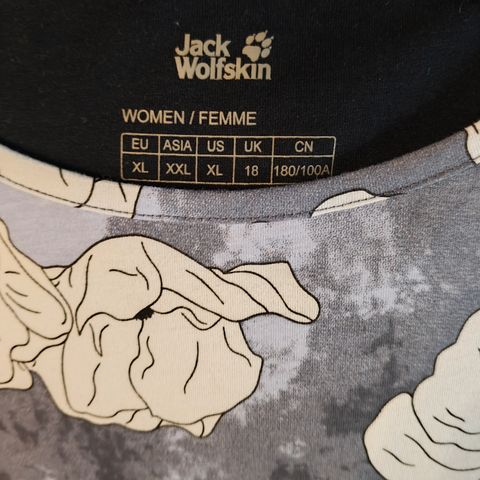 Jack
Wolfskin
WOMEN / FEMME
EU ASIA US UK CN
XL XXL XL 18 180/100A